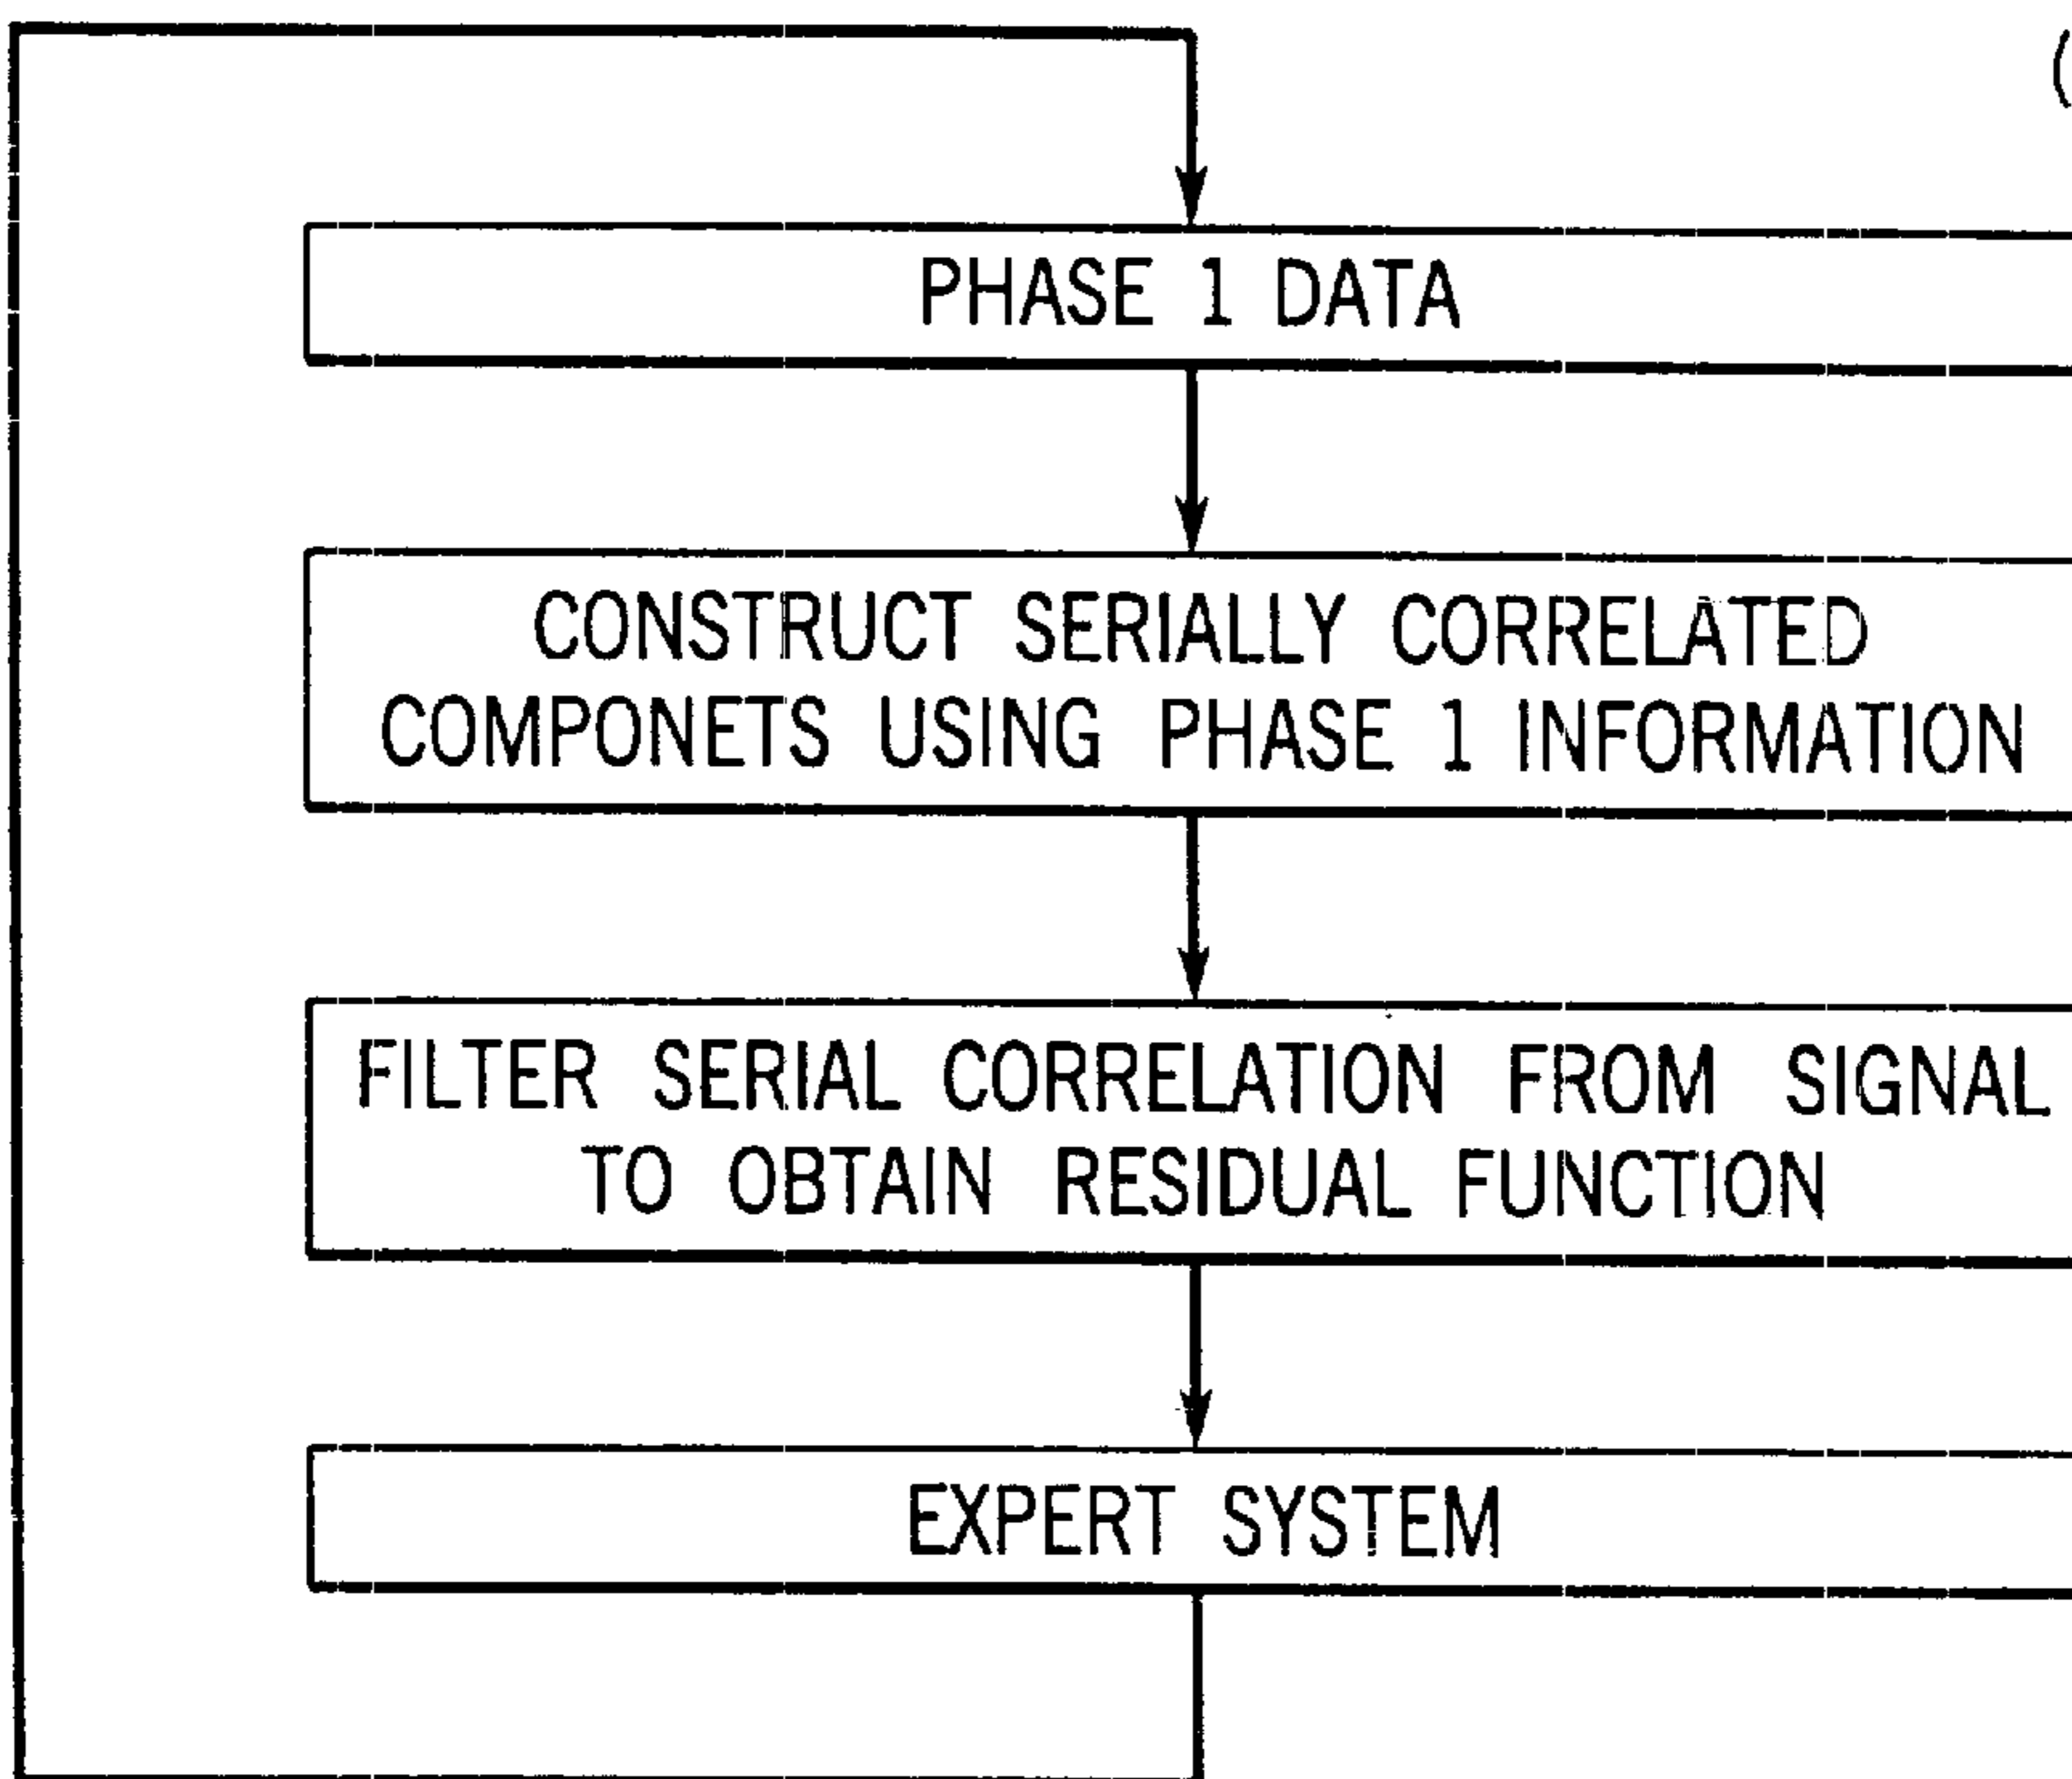 (
PHASE 1 DATA
CONSTRUCT SERIALLY CORRELATED
COMPONETS USING PHASE 1 INFORMATION
FILTER SERIAL CORRELATION FROM SIGNAL
TO OBTAIN RESIDUAL FUNCTION
EXPERT SYSTEM